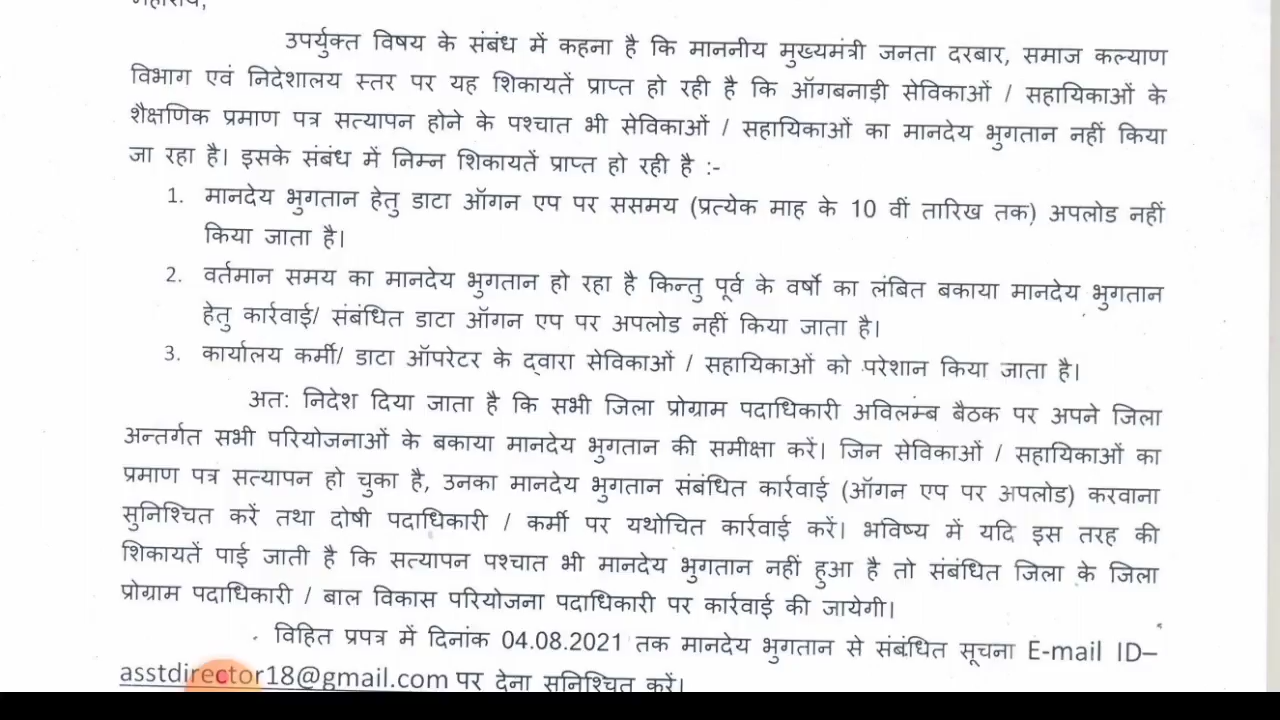 महाशय,
उपर्युक्त विषय के संबंध में कहना है कि माननीय मुख्यमंत्री जनता दरबार, समाज कल्याण
विभाग एवं निदेशालय स्तर पर यह शिकायतें प्राप्त हो रही है कि ऑगबनाड़ी सेविकाओं / सहायिकाओं के
शैक्षणिक प्रमाण पत्र सत्यापन होने के पश्चात भी सेविकाओं / सहायिकाओं का मानदेय भुगतान नहीं किया
जा रहा है। इसके संबंध में निम्न शिकायतें प्राप्त हो रही है :-
1. मानदेय भुगतान हेतु डाटा ऑगन एप पर ससमय (प्रत्येक माह के 10 वीं तारिख तक) अपलोड नहीं
किया जाता है।
2. वर्तमान समय का मानदेय भुगतान हो रहा है किन्तु पूर्व के वर्षो का लंबित बकाया मानदेय भुगतान
हेतु कार्रवाई/ संबंधित डाटा ऑगन एप पर अपलोड नहीं किया जाता है।
3. कार्यालय कर्मी/ डाटा ऑपरेटर के द्वारा सेविकाओं / सहायिकाओं को परेशान किया जाता है।
अत: निदेश दिया जाता है कि सभी जिला प्रोग्राम पदाधिकारी अविलंम्ब बैठक पर अपने जिला
अन्तर्गत सभी परियोजनाओं के बकाया मानदेय भुगतान की समीक्षा करें। जिन सेविकाओं / सहायिकाओं का
प्रमाण पत्र सत्यापन हो चुका है, उनका मानदेय भुगतान संबंधित कार्रवाई (ऑगन एप पर अपलोड) करवाना
सुनिश्चित करें तथा दोषी पदाधिकारी / कर्मी पर यथोचित कार्रवाई करें। भविष्य में यदि इस तरह की
शिकायतें पाई जाती है कि सत्यापन पश्चात भी मानदेय भुगतान नहीं हुआ है तो संबंधित जिला के जिला
प्रोग्राम पदाधिकारी / बाल विकास परियोजना पदाधिकारी पर कार्रवाई की जायेगी।
विहित प्रपत्र में दिनांक 04.08.2021 तक मानदेय भुगतान से संबंधित सूचना E-mail ID–
asstdirector18@gmail.com पर देना सुनिश्चित करें।